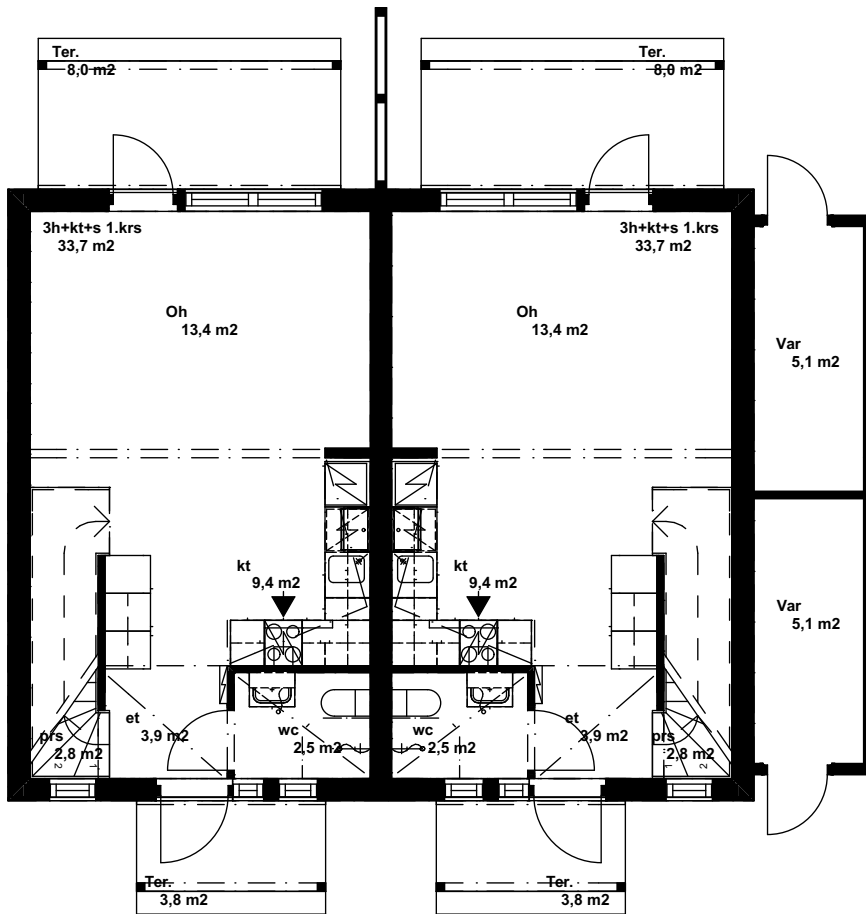 Ter.
8,0 m2
Ter.
8,0 m2
3h+kt+s 1.krs
33,7 m2
3h+kt+s 1.krs
33,7 m2
Oh
13,4 m2
Oh
13,4 m2
Var
5,1 m2
kt
9,4 m2
kt
9,4 m2
Var
5,1 m2
prs
2,8 m2
et
3,9 m2
wc
2,5 m2
wc
2,5 m2
et
3,9 m2
prs
2,8 m2
Ter.
3,8 m2
Ter.
3,8 m2